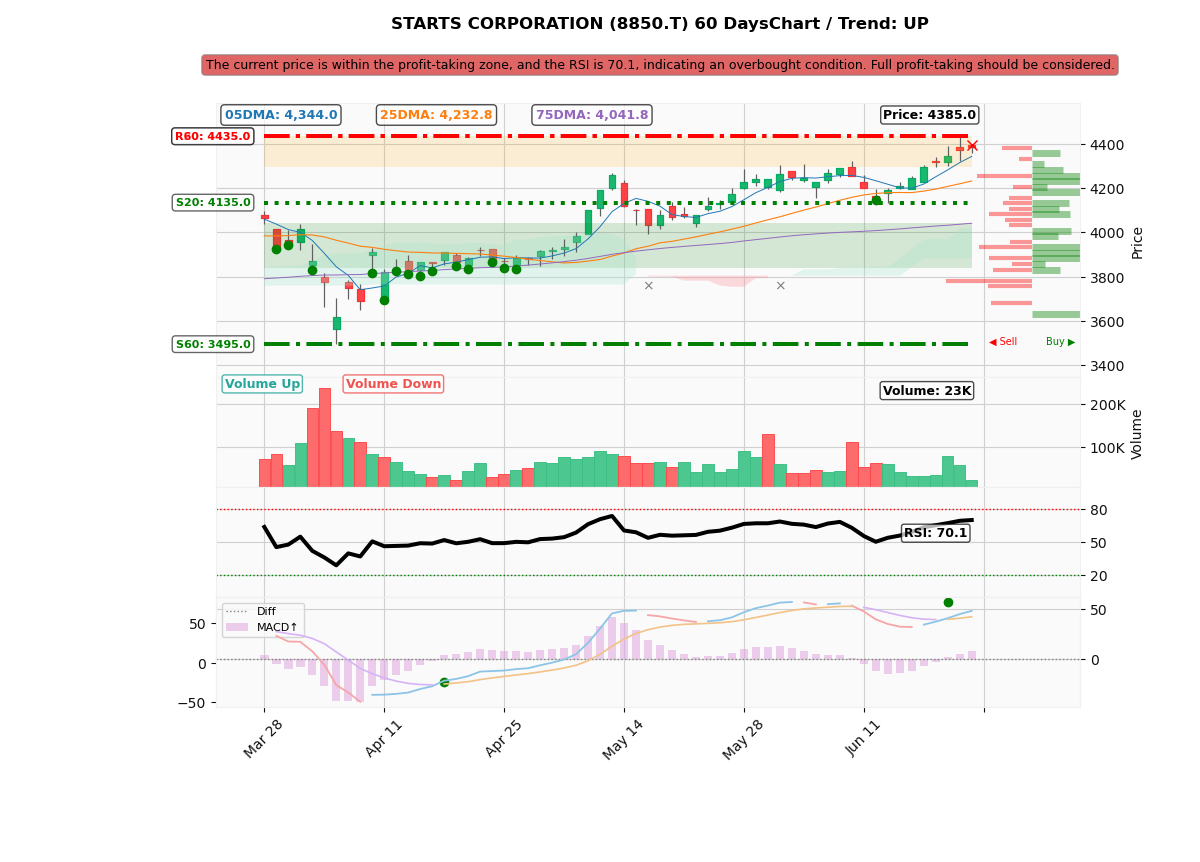 STARTS CORPORATION (8850.T) 60 DaysChart / Trend: UP
The current price is within the profit-taking zone, and the RSI is 70.1, indicating an overbought condition. Full profit-taking should be considered.
05DMA: 4,344.0
25DMA: 4,232.8
75DMA: 4,041.8
Price: 4385.0
R60: 4435.0
S20: 4135.0
S60: 3495.0
4400
4200
4000
3800
3600
3400
Price
◀ Sell
Buy ▶
Volume Up
Volume Down
Volume: 23K
200K
100K
Volume
RSI: 70.1
80
50
20
Diff
MACD↑
50
0
−50
50
0
Mar 28
Apr 11
Apr 25
May 14
May 28
Jun 11